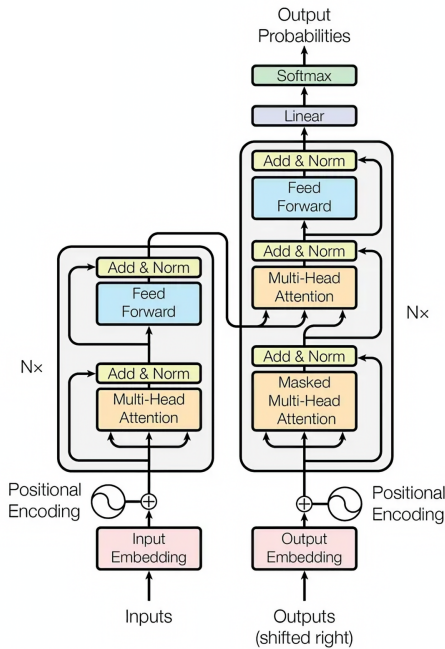 Output
Probabilities
Softmax
Linear
Add & Norm
Feed
Forward
Add & Norm
Multi-Head
Attention
Add & Norm
Masked
Multi-Head
Attention
N×
Add & Norm
Feed
Forward
Add & Norm
Multi-Head
Attention
N×
Positional
Encoding
Positional
Encoding
Input
Embedding
Output
Embedding
Inputs
Outputs
(shifted right)